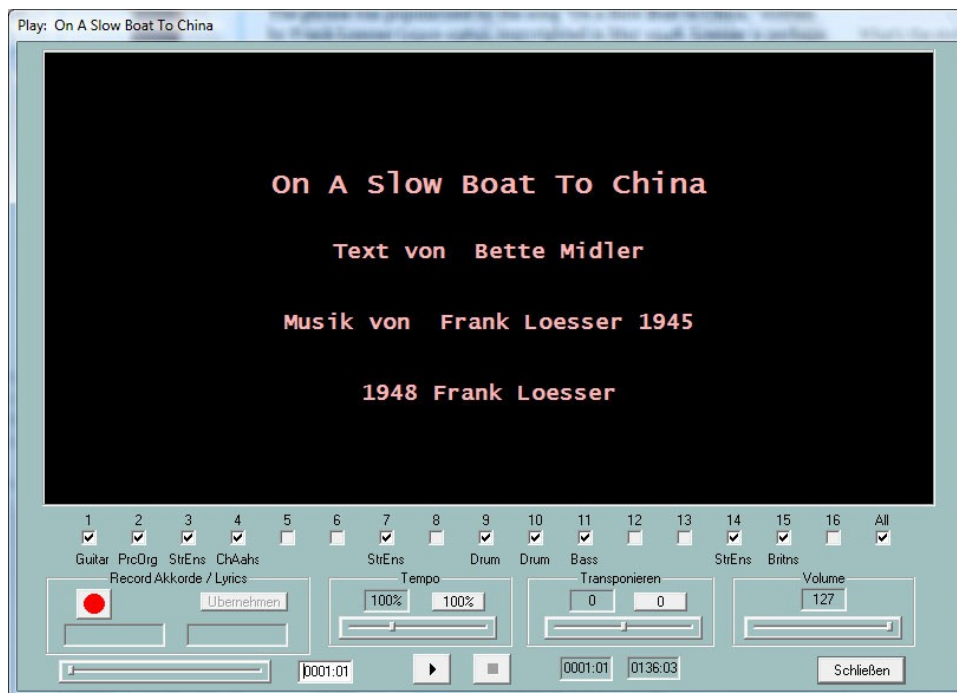 Play: On A Slow Boat To China
On A Slow Boat To China
Text von Bette Midler
Musik von Frank Loesser 1945
1948 Frank Loesser
1 2 3 4 5 6 7 8 9 10 11 12 13 14 15 16 All
Guitar PrcOrg StrEns ChAahs StrEns Drum Drum Bass StrEns Britns
Record Akkorde / Lyrics Tempo Transponieren Volume
Ubernehmen 100% 100% 0 0 127
0001:01 0001:01 0136:03 Schließen